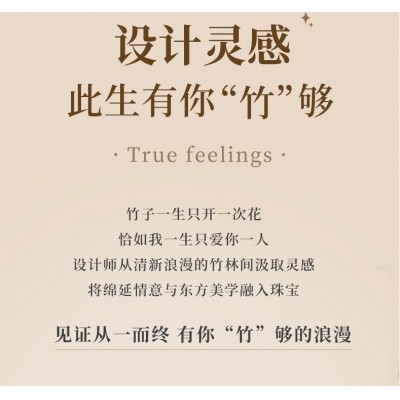 设计灵感
此生有你“竹”够
· True feelings ·
竹子一生只开一次花
恰如我一生只爱你一人
设计师从清新浪漫的竹林间汲取灵感
将绵延情意与东方美学融入珠宝
见证从一而终 有你“竹”够的浪漫